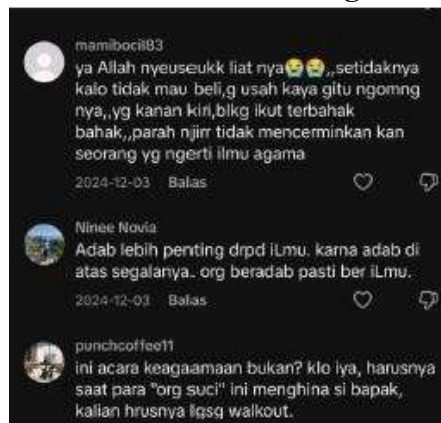 mamibocil83
ya Allah nyeuseukk liat nya😭😭,,setidaknya
kalo tidak mau beli,g usah kaya gitu ngomng
nya,,yg kanan kiri,blkg ikut terbahak
bahak,,parah njirr tidak mencerminkan kan
seorang yg ngerti ilmu agama
2024-12-03 Balas
Ninee Novia
Adab lebih penting drpd iLmu. karna adab di
atas segalanya.. org beradab pasti ber iLmu.
2024-12-03 Balas
punchcoffee11
ini acara keagaamaan bukan? klo iya, harusnya
saat para "org suci" ini menghina si bapak,
kalian hrusnya lgsg walkout.